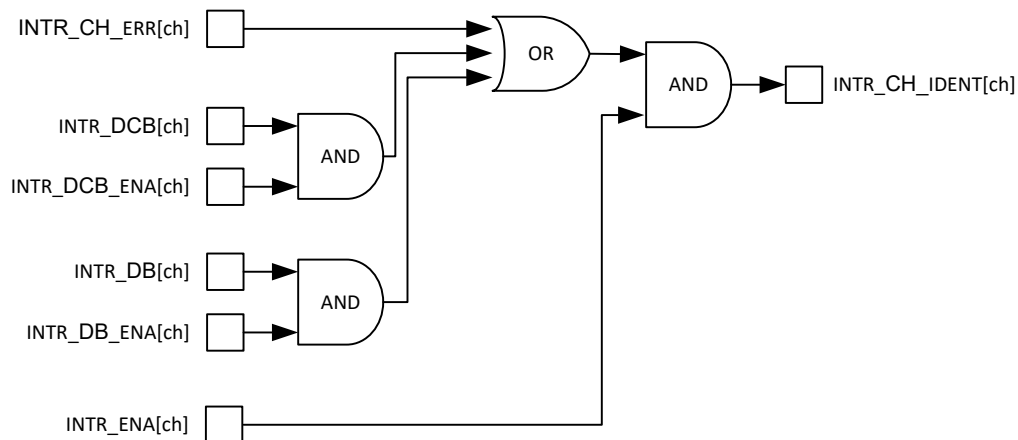 INTR_CH_ERR[ch]
OR
AND
INTR_CH_IDENT[ch]
INTR_DCB[ch]
AND
INTR_DCB_ENA[ch]
INTR_DB[ch]
AND
INTR_DB_ENA[ch]
INTR_ENA[ch]